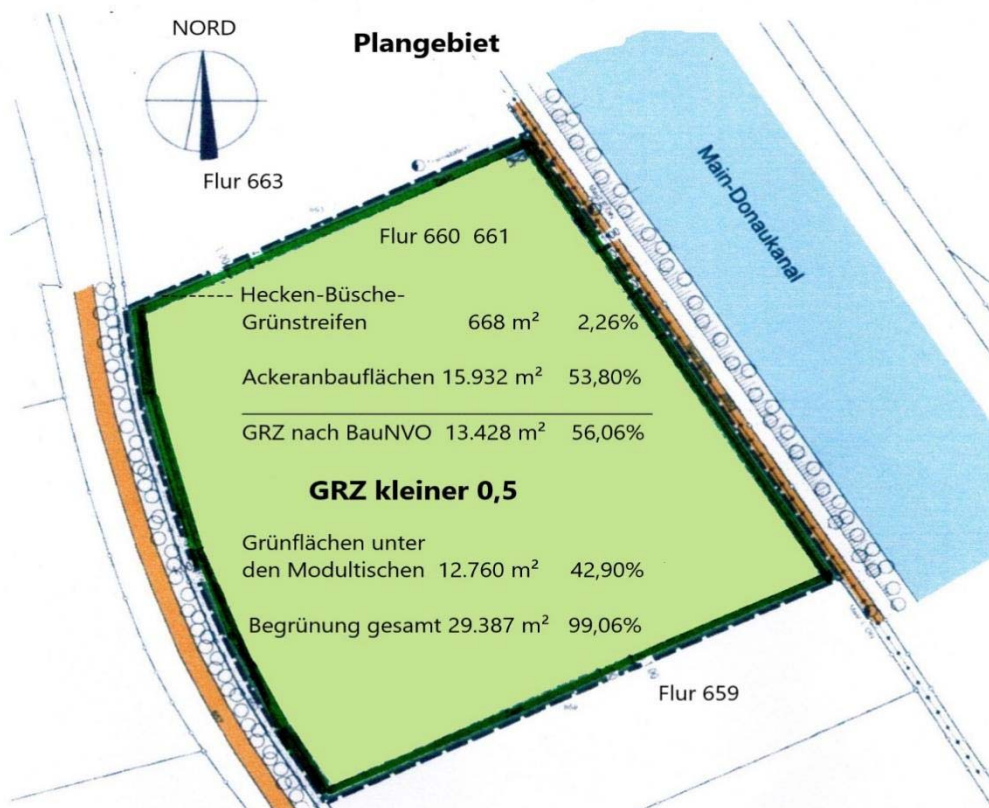 NORD
Plangebiet
Flur 663
Main-Donaukanal
Flur 660 661
Hecken-Büsche-
Grünstreifen 668 m² 2,26%
Ackeranbauflächen 15.932 m² 53,80%
GRZ nach BauNVO 13.428 m² 56,06%
GRZ kleiner 0,5
Grünflächen unter
den Modultischen 12.760 m² 42,90%
Begrünung gesamt 29.387 m² 99,06%
Flur 659